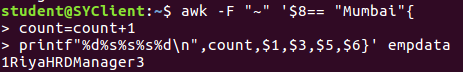 student@SYClient:~$ awk -F "~" '$8== "Mumbai"{
> count=count+1
> printf"%d%s%s%s%d\n",count,$1,$3,$5,$6}' empdata
1RiyaHRDManager3